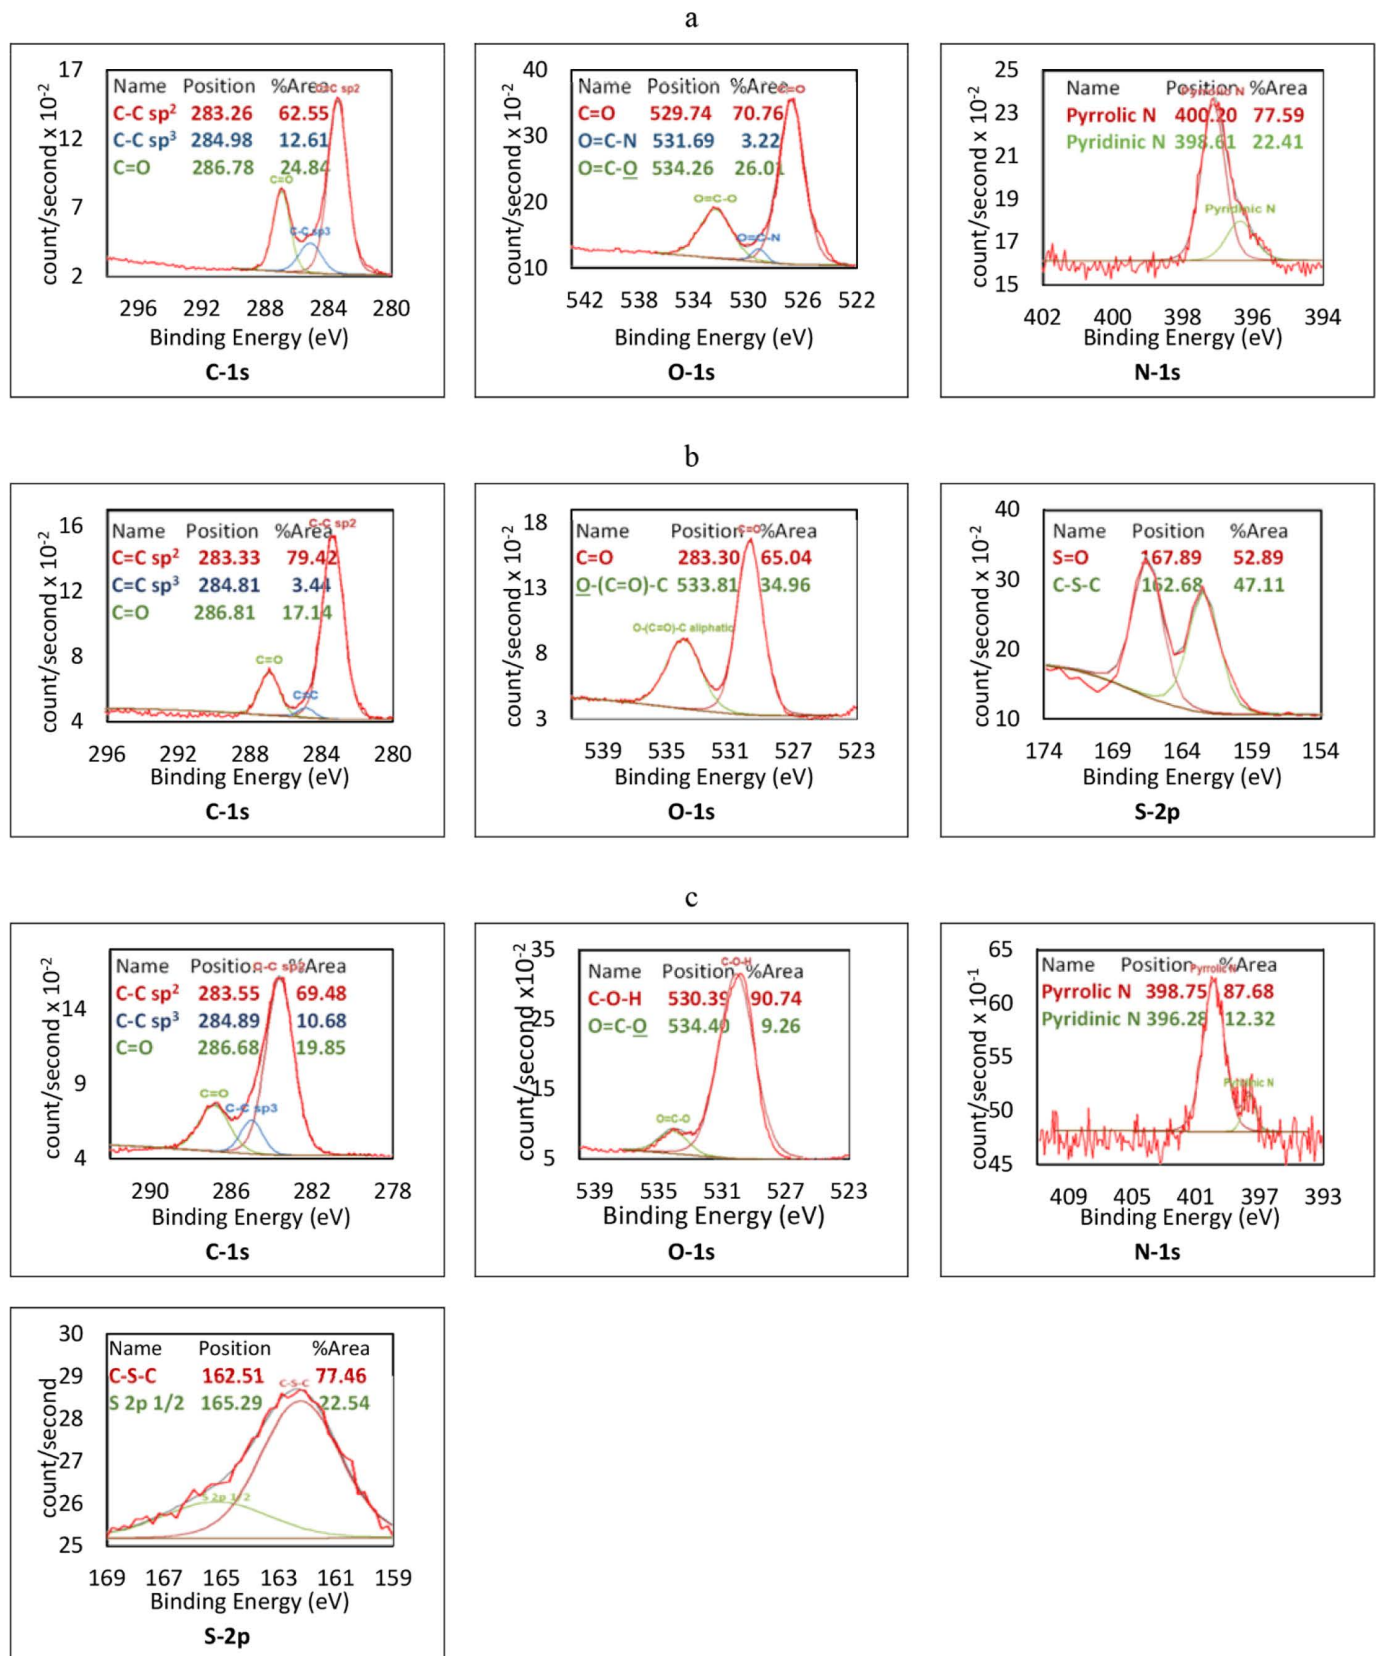 a
17
12
7
2
count/second x 10-2
Name Position %Area
C-C sp2 283.26 62.55
C-C sp3 284.98 12.61
C=O 286.78 24.84
C=O
C-C sp3
296 292 288 284 280
Binding Energy (eV)
C-1s
40
30
20
10
count/second x 10-2
Name Position %Area
C=O 529.74 70.76
O=C-N 531.69 3.22
O=C-O 534.26 26.01
C=O
O=C-O
O=C-N
542 538 534 530 526 522
Binding Energy (eV)
O-1s
25
23
21
19
17
15
count/second x 10-2
Name Position %Area
Pyrrolic N
Pyrrolic N 400.20 77.59
Pyridinic N 398.61 22.41
Pyridinic N
402 400 398 396 394
Binding Energy (eV)
N-1s
b
16
12
8
4
count/second x 10-2
C-C sp2
Name Position %Area
C=C sp2 283.33 79.42
C=C sp3 284.81 3.44
C=O 286.81 17.14
C=O
C=C
296 292 288 284 280
Binding Energy (eV)
C-1s
18
13
8
3
count/second x 10-2
Name Position %Area
C=O
C=O 283.30 65.04
O-(C=O)-C 533.81 34.96
O-(C=O)-C aliphatic
539 535 531 527 523
Binding Energy (eV)
O-1s
40
30
20
10
count/second x 10-2
Name Position %Area
S=O 167.89 52.89
C-S-C 162.68 47.11
174 169 164 159 154
Binding Energy (eV)
S-2p
c
14
9
4
count/second x 10-2
Name Position %Area
C-C sp2
C-C sp2 283.55 69.48
C-C sp3 284.89 10.68
C=O 286.68 19.85
C=O
C-C sp3
290 286 282 278
Binding Energy (eV)
C-1s
35
25
15
5
count/second x10-2
C-O-H
Name Position %Area
C-O-H 530.39 90.74
O=C-O 534.40 9.26
O=C-O
539 535 531 527 523
Binding Energy (eV)
O-1s
65
60
55
50
45
count/second x 10-1
Name Position %Area
Pyrrolic N
Pyrrolic N 398.75 87.68
Pyridinic N 396.28 12.32
Pyridinic N
409 405 401 397 393
Binding Energy (eV)
N-1s
30
29
28
27
26
25
count/second
Name Position %Area
C-S-C 162.51 77.46
C-S-C
S 2p 1/2 165.29 22.54
S 2p 1/2
169 167 165 163 161 159
Binding Energy (eV)
S-2p